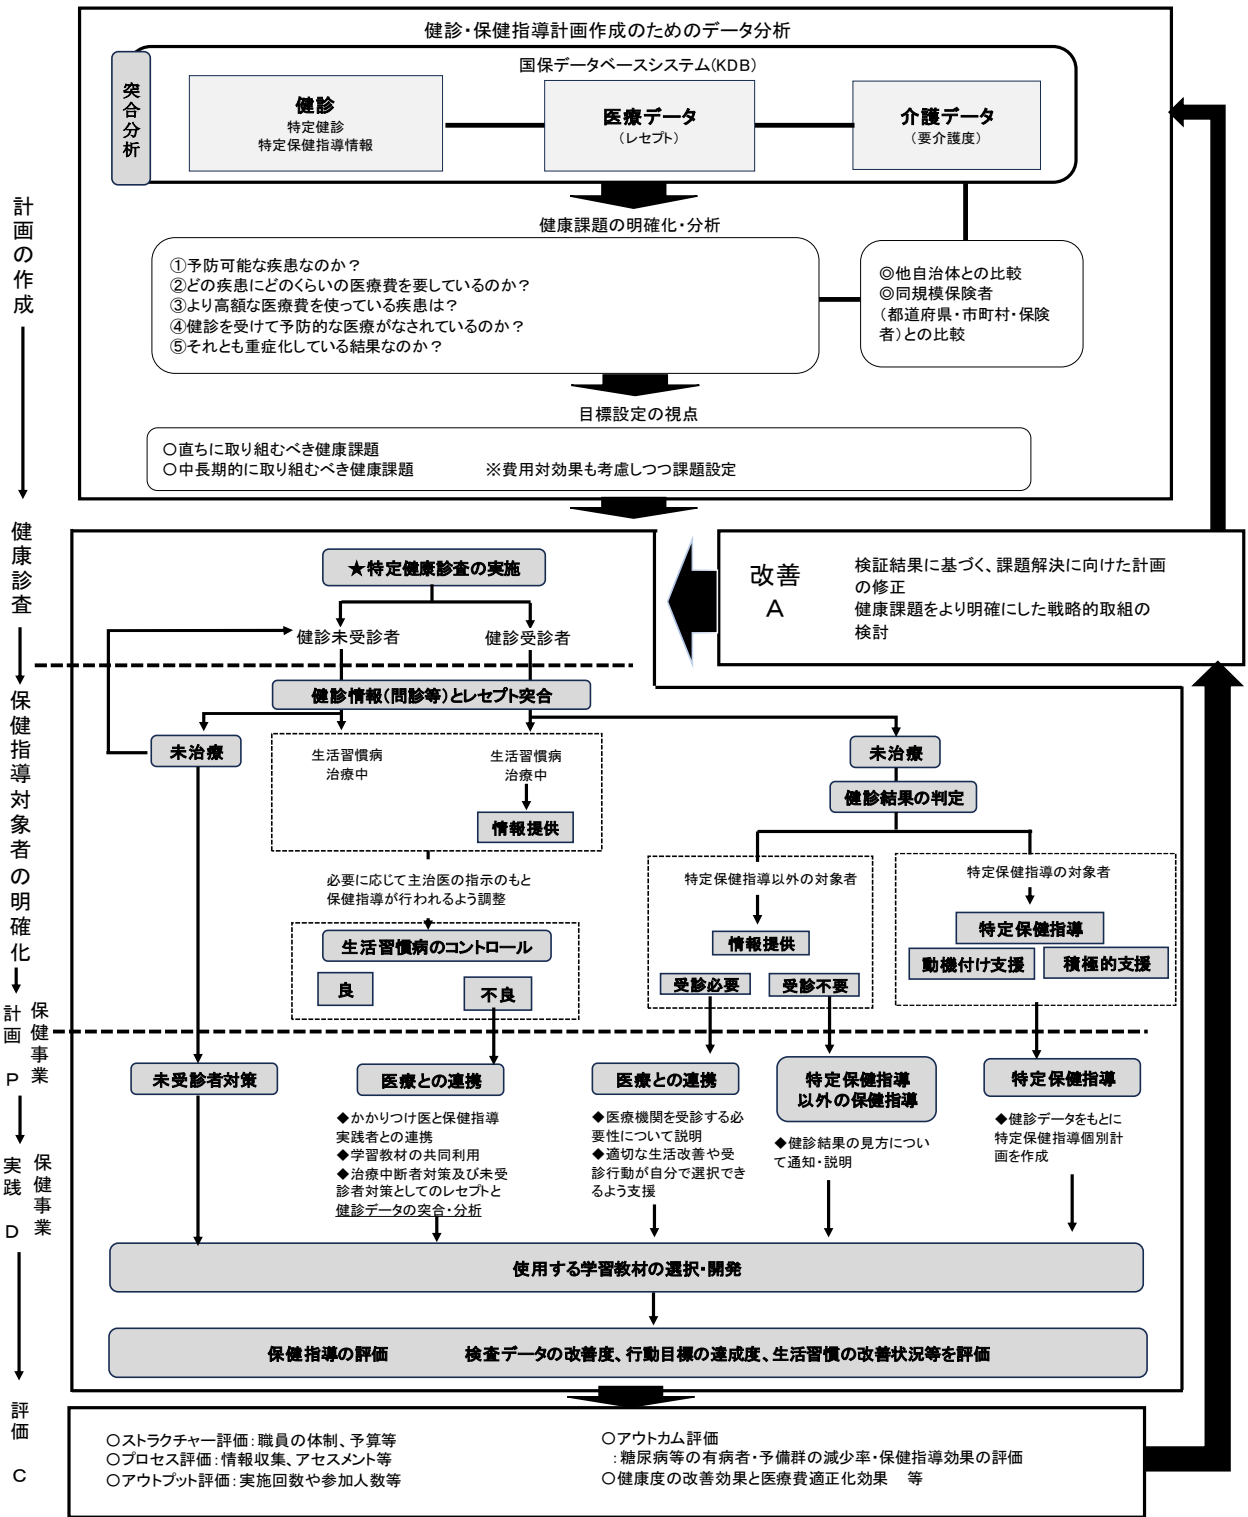 健診・保健指導計画作成のためのデータ分析
国保データベースシステム(KDB)
突合分析
健診
特定健診
特定保健指導情報
医療データ
(レセプト)
介護データ
(要介護度)
健康課題の明確化・分析
①予防可能な疾患なのか？
②どの疾患にどのくらいの医療費を要しているのか？
③より高額な医療費を使っている疾患は？
④健診を受けて予防的な医療がなされているのか？
⑤それとも重症化している結果なのか？
◎他自治体との比較
◎同規模保険者
(都道府県・市町村・保険
者)との比較
目標設定の視点
○直ちに取り組むべき健康課題
○中長期的に取り組むべき健康課題　※費用対効果も考慮しつつ課題設定
計画の作成
健康診査
保健指導対象者の明確化
計画 P
保健事業
実践 D
保健事業
評価 C
改善
A
検証結果に基づく、課題解決に向けた計画
の修正
健康課題をより明確にした戦略的取組の
検討
★特定健康診査の実施
健診未受診者
健診受診者
健診情報(問診等)とレセプト突合
未治療
生活習慣病
治療中
生活習慣病
治療中
情報提供
未治療
健診結果の判定
必要に応じて主治医の指示のもと
保健指導が行われるよう調整
生活習慣病のコントロール
良
不良
特定保健指導以外の対象者
情報提供
受診必要
受診不要
特定保健指導の対象者
特定保健指導
動機付け支援
積極的支援
未受診者対策
医療との連携
◆かかりつけ医と保健指導
実践者との連携
◆学習教材の共同利用
◆治療中断者対策及び未受
診者対策としてのレセプトと
健診データの突合・分析
医療との連携
◆医療機関を受診する必
要性について説明
◆適切な生活改善や受
診行動が自分で選択でき
るよう支援
特定保健指導
以外の保健指導
◆健診結果の見方につい
て通知・説明
特定保健指導
◆健診データをもとに
特定保健指導個別計
画を作成
使用する学習教材の選択・開発
保健指導の評価　検査データの改善度、行動目標の達成度、生活習慣の改善状況等を評価
○ストラクチャー評価：職員の体制、予算等
○プロセス評価：情報収集、アセスメント等
○アウトプット評価：実施回数や参加人数等
○アウトカム評価
：糖尿病等の有病者・予備群の減少率・保健指導効果の評価
○健康度の改善効果と医療費適正化効果　等